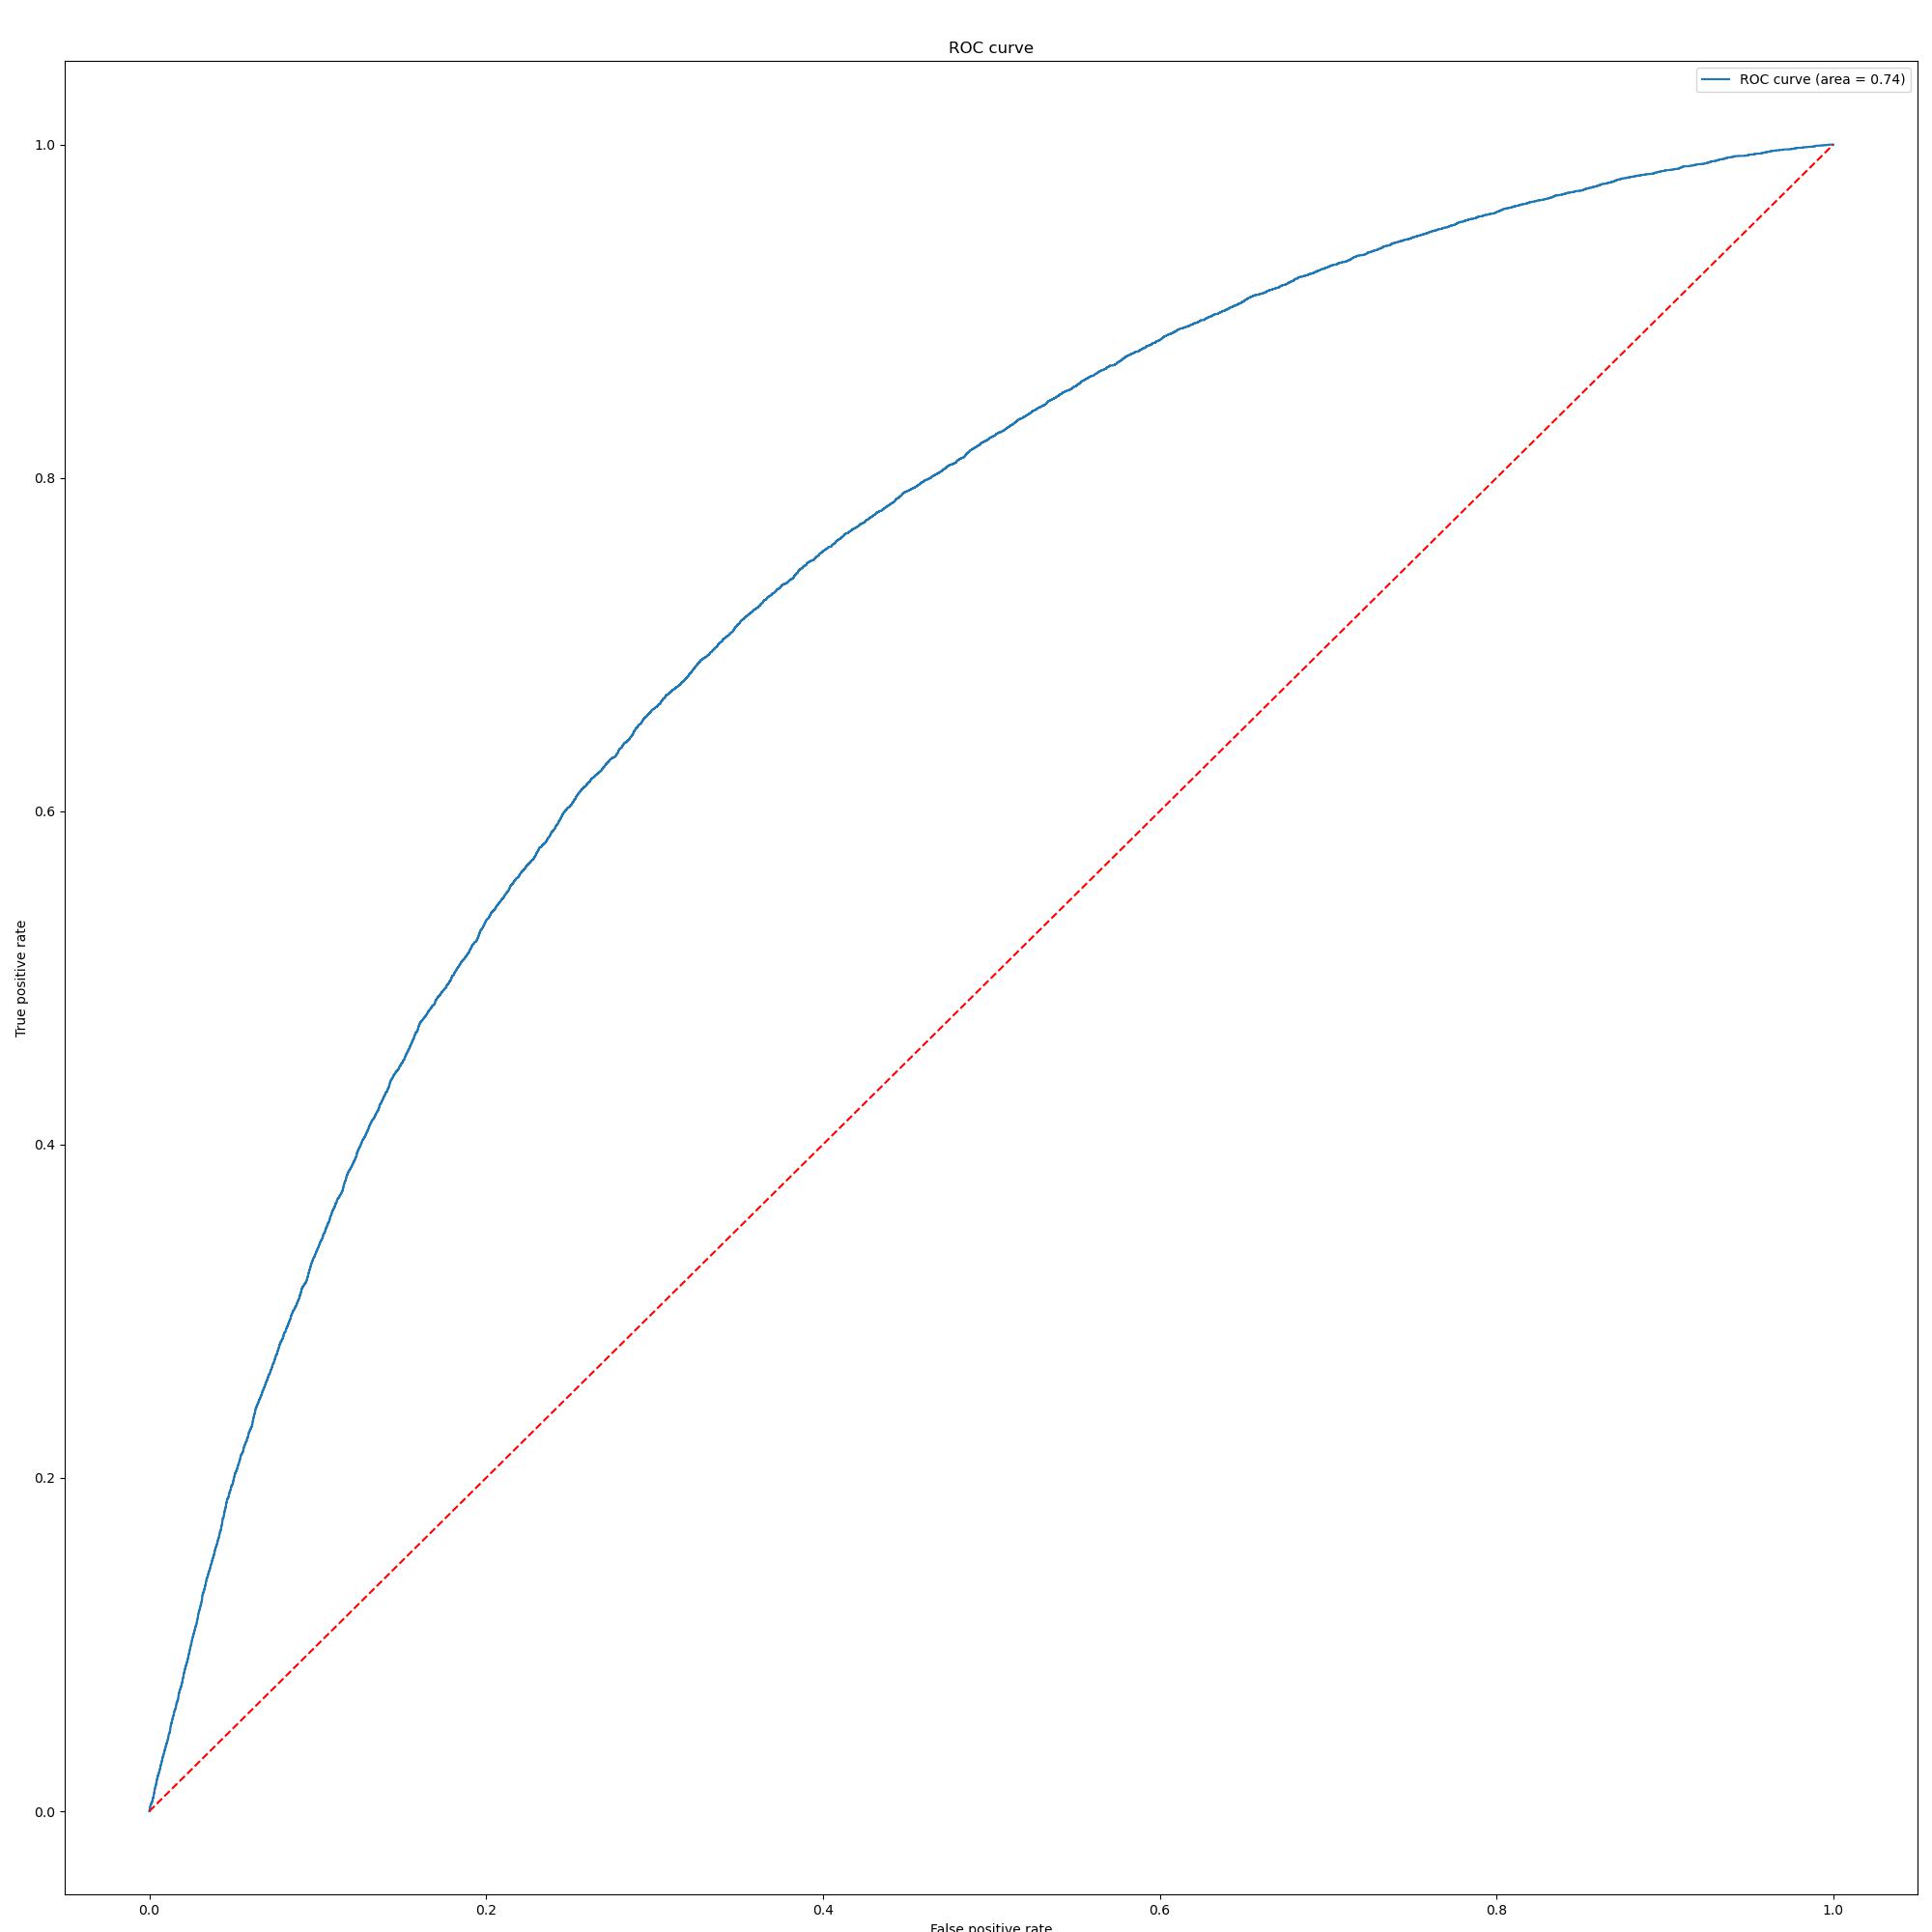 ROC curve
ROC curve (area = 0.74)
1.0
0.8
0.6
0.4
0.2
0.0
True positive rate
0.0 0.2 0.4 0.6 0.8 1.0
False positive rate